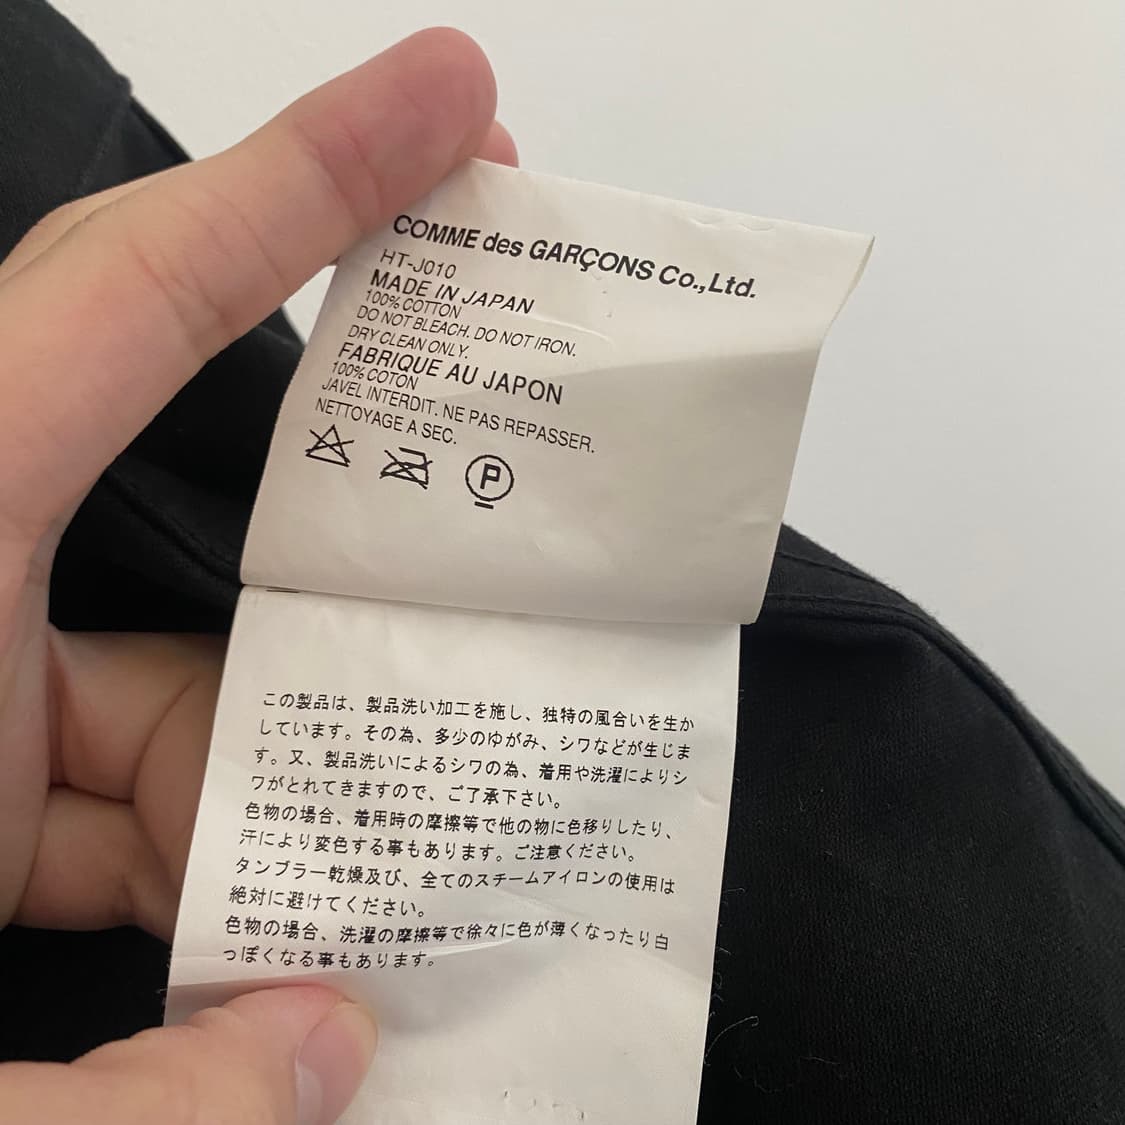 COMME des GARÇONS Co.,Ltd.
HT-J010
MADE IN JAPAN
100% COTTON
DO NOT BLEACH. DO NOT IRON.
DRY CLEAN ONLY.
FABRIQUE AU JAPON
100% COTON
JAVEL INTERDIT. NE PAS REPASSER.
NETTOYAGE A SEC.
P
この製品は、製品洗い加工を施し、独特の風合いを生か
しています。その為、多少のゆがみ、シワなどが生じま
す。又、製品洗いによるシワの為、着用や洗濯によりシ
ワがとれてきますので、ご了承下さい。
色物の場合、着用時の摩擦等で他の物に色移りしたり、
汗により変色する事もあります。ご注意ください。
タンブラー乾燥及び、全てのスチームアイロンの使用は
絶対に避けてください。
色物の場合、洗濯の摩擦等で徐々に色が薄くなったり白
っぽくなる事もあります。